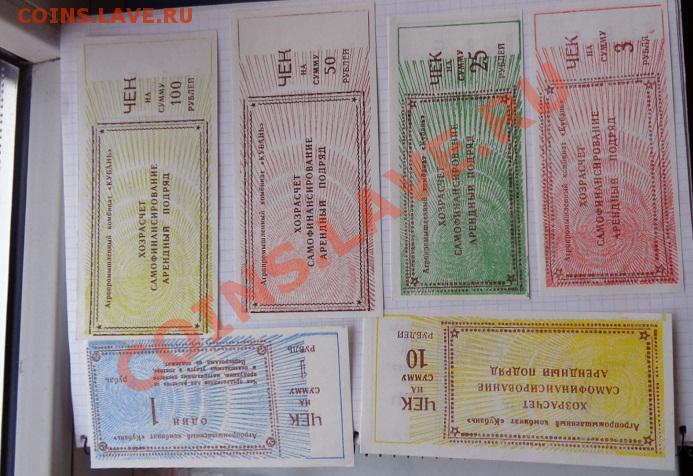 COINS.LAVE.RU
ЧЕК
НА
СУММУ
100
РУБЛЕЙ
Агропромышленный комбинат «КУБАНЬ»
ХОЗРАСЧЕТ
САМОФИНАНСИРОВАНИЕ
АРЕНДНЫЙ ПОДРЯД
ЧЕК
НА
СУММУ
50
РУБЛЕЙ
Агропромышленный комбинат «КУБАНЬ»
ХОЗРАСЧЕТ
САМОФИНАНСИРОВАНИЕ
АРЕНДНЫЙ ПОДРЯД
ЧЕК
НА
СУММУ
25
РУБЛЕЙ
Агропромышленный комбинат «Кубань»
ХОЗРАСЧЕТ
САМОФИНАНСИРОВАНИЕ
АРЕНДНЫЙ ПОДРЯД
ЧЕК
НА
СУММУ
3
РУБЛЕЙ
Агропромышленный комбинат «Кубань»
ХОЗРАСЧЕТ
САМОФИНАНСИРОВАНИЕ
АРЕНДНЫЙ ПОДРЯД
ЧЕК
НА
СУММУ
1
РУБЛЬ
Агропромышленный комбинат «Кубань»
ОДИН 1 рубль
ЧЕК
НА
СУММУ
10
РУБЛЕЙ
Агропромышленный комбинат «Кубань»
ХОЗРАСЧЕТ
САМОФИНАНСИРОВАНИЕ
АРЕНДНЫЙ ПОДРЯД
COINS.LAVE.RU